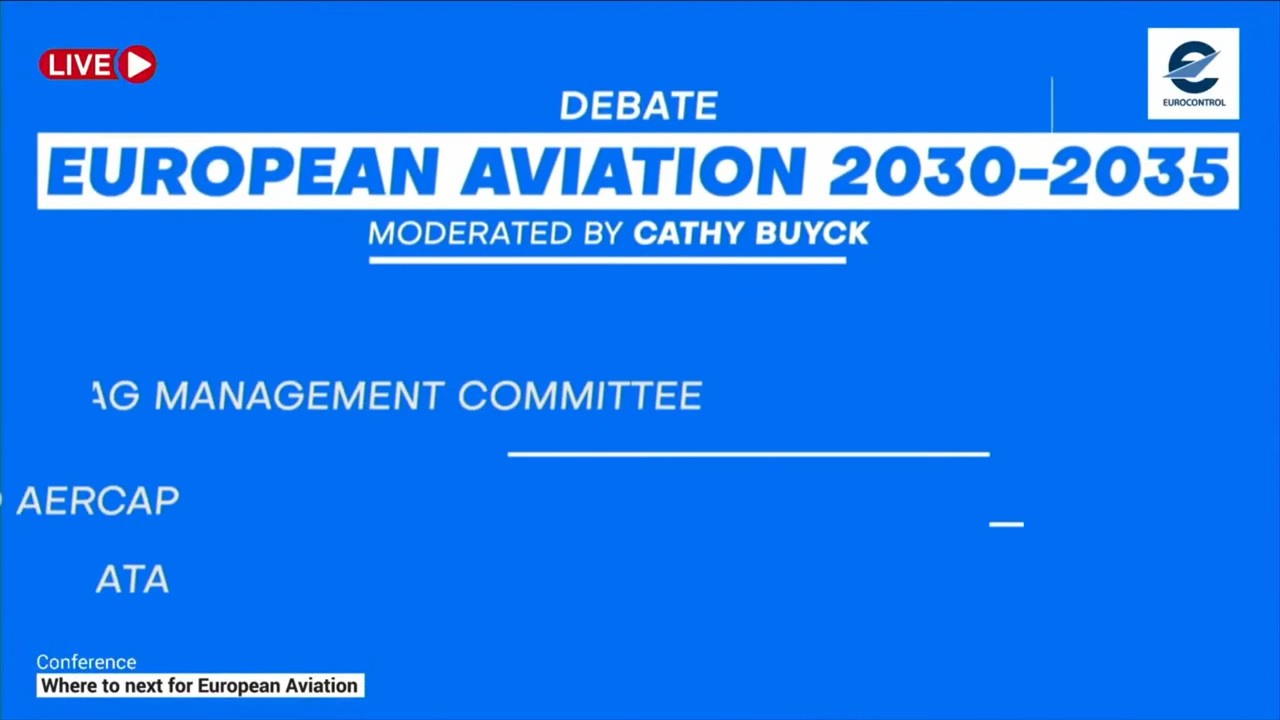 LIVE
EUROCONTROL
DEBATE
EUROPEAN AVIATION 2030-2035
MODERATED BY CATHY BUYCK
AG MANAGEMENT COMMITTEE
AERCAP
ATA
Conference
Where to next for European Aviation